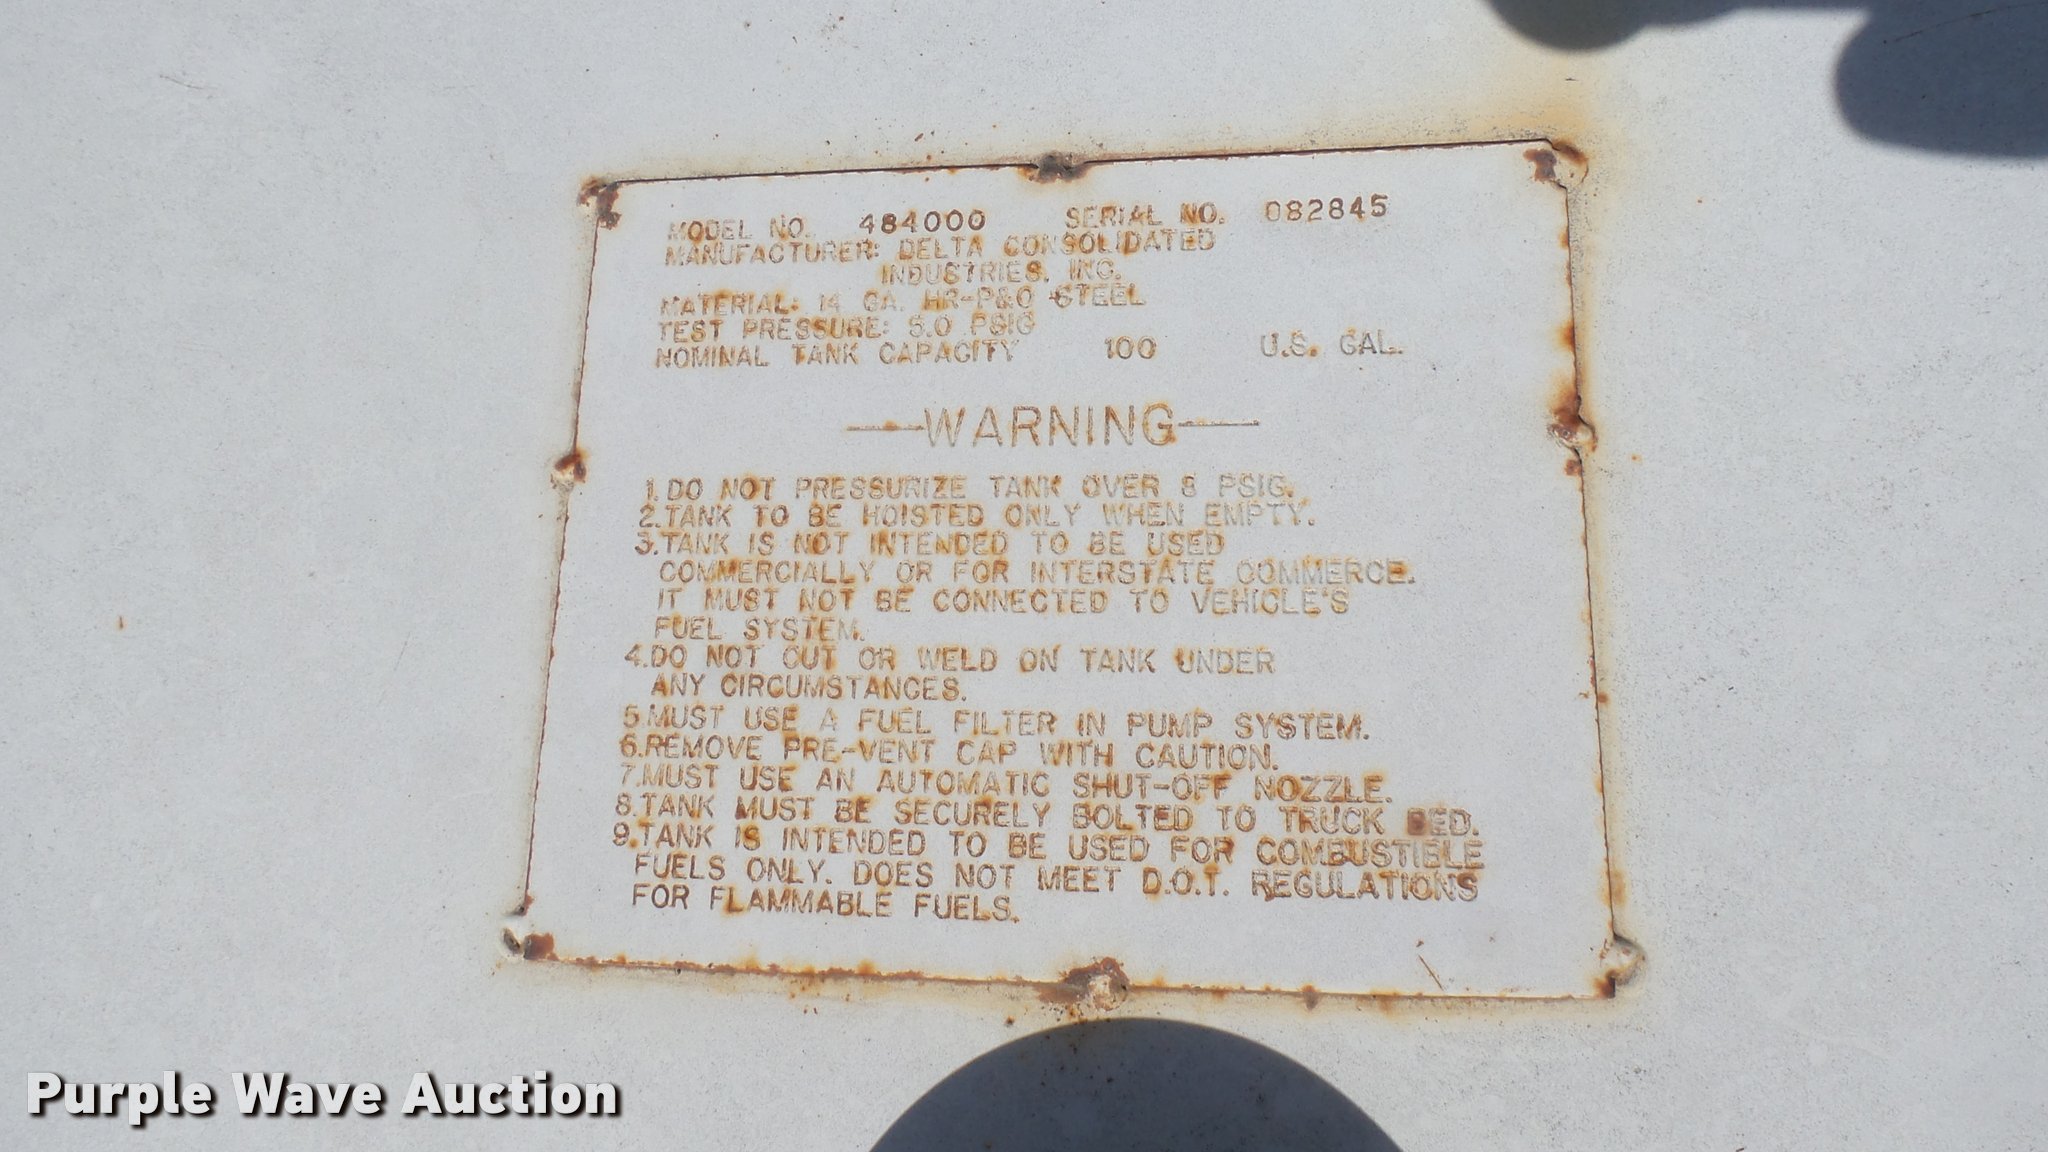 MODEL NO. 484000 SERIAL NO. 082845
MANUFACTURER: DELTA CONSOLIDATED
INDUSTRIES, INC.
MATERIAL: 14 GA. HR-P&O STEEL
TEST PRESSURE: 5.0 PSIG
NOMINAL TANK CAPACITY 100 U.S. GAL.
—WARNING—
1. DO NOT PRESSURIZE TANK OVER 8 PSIG.
2. TANK TO BE HOISTED ONLY WHEN EMPTY.
3. TANK IS NOT INTENDED TO BE USED
COMMERCIALLY OR FOR INTERSTATE COMMERCE.
IT MUST NOT BE CONNECTED TO VEHICLE'S
FUEL SYSTEM.
4. DO NOT CUT OR WELD ON TANK UNDER
ANY CIRCUMSTANCES.
5. MUST USE A FUEL FILTER IN PUMP SYSTEM.
6. REMOVE PRE-VENT CAP WITH CAUTION.
7. MUST USE AN AUTOMATIC SHUT-OFF NOZZLE.
8. TANK MUST BE SECURELY BOLTED TO TRUCK BED.
9. TANK IS INTENDED TO BE USED FOR COMBUSTIBLE
FUELS ONLY. DOES NOT MEET D.O.T. REGULATIONS
FOR FLAMMABLE FUELS.
Purple Wave Auction